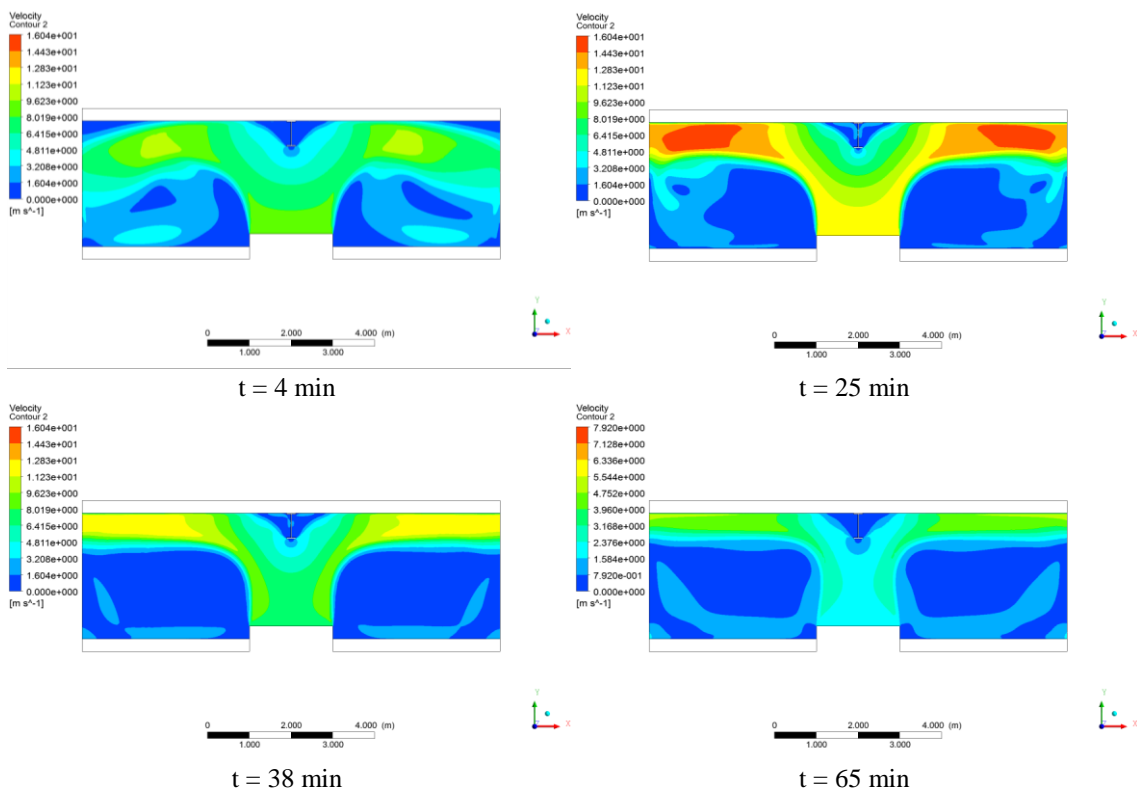 Velocity
Contour 2
1.604e+001
1.443e+001
1.283e+001
1.123e+001
9.623e+000
8.019e+000
6.415e+000
4.811e+000
3.208e+000
1.604e+000
0.000e+000
[m s^-1]
Y
X
0 2.000 4.000 (m)
1.000 3.000
t = 4 min
Velocity
Contour 2
1.604e+001
1.443e+001
1.283e+001
1.123e+001
9.623e+000
8.019e+000
6.415e+000
4.811e+000
3.208e+000
1.604e+000
0.000e+000
[m s^-1]
Y
X
0 2.000 4.000 (m)
1.000 3.000
t = 25 min
Velocity
Contour 2
1.604e+001
1.443e+001
1.283e+001
1.123e+001
9.623e+000
8.019e+000
6.415e+000
4.811e+000
3.208e+000
1.604e+000
0.000e+000
[m s^-1]
Y
X
0 2.000 4.000 (m)
1.000 3.000
t = 38 min
Velocity
Contour 2
7.920e+000
7.128e+000
6.336e+000
5.544e+000
4.752e+000
3.960e+000
3.168e+000
2.376e+000
1.584e+000
7.920e-001
0.000e+000
[m s^-1]
Y
X
0 2.000 4.000 (m)
1.000 3.000
t = 65 min